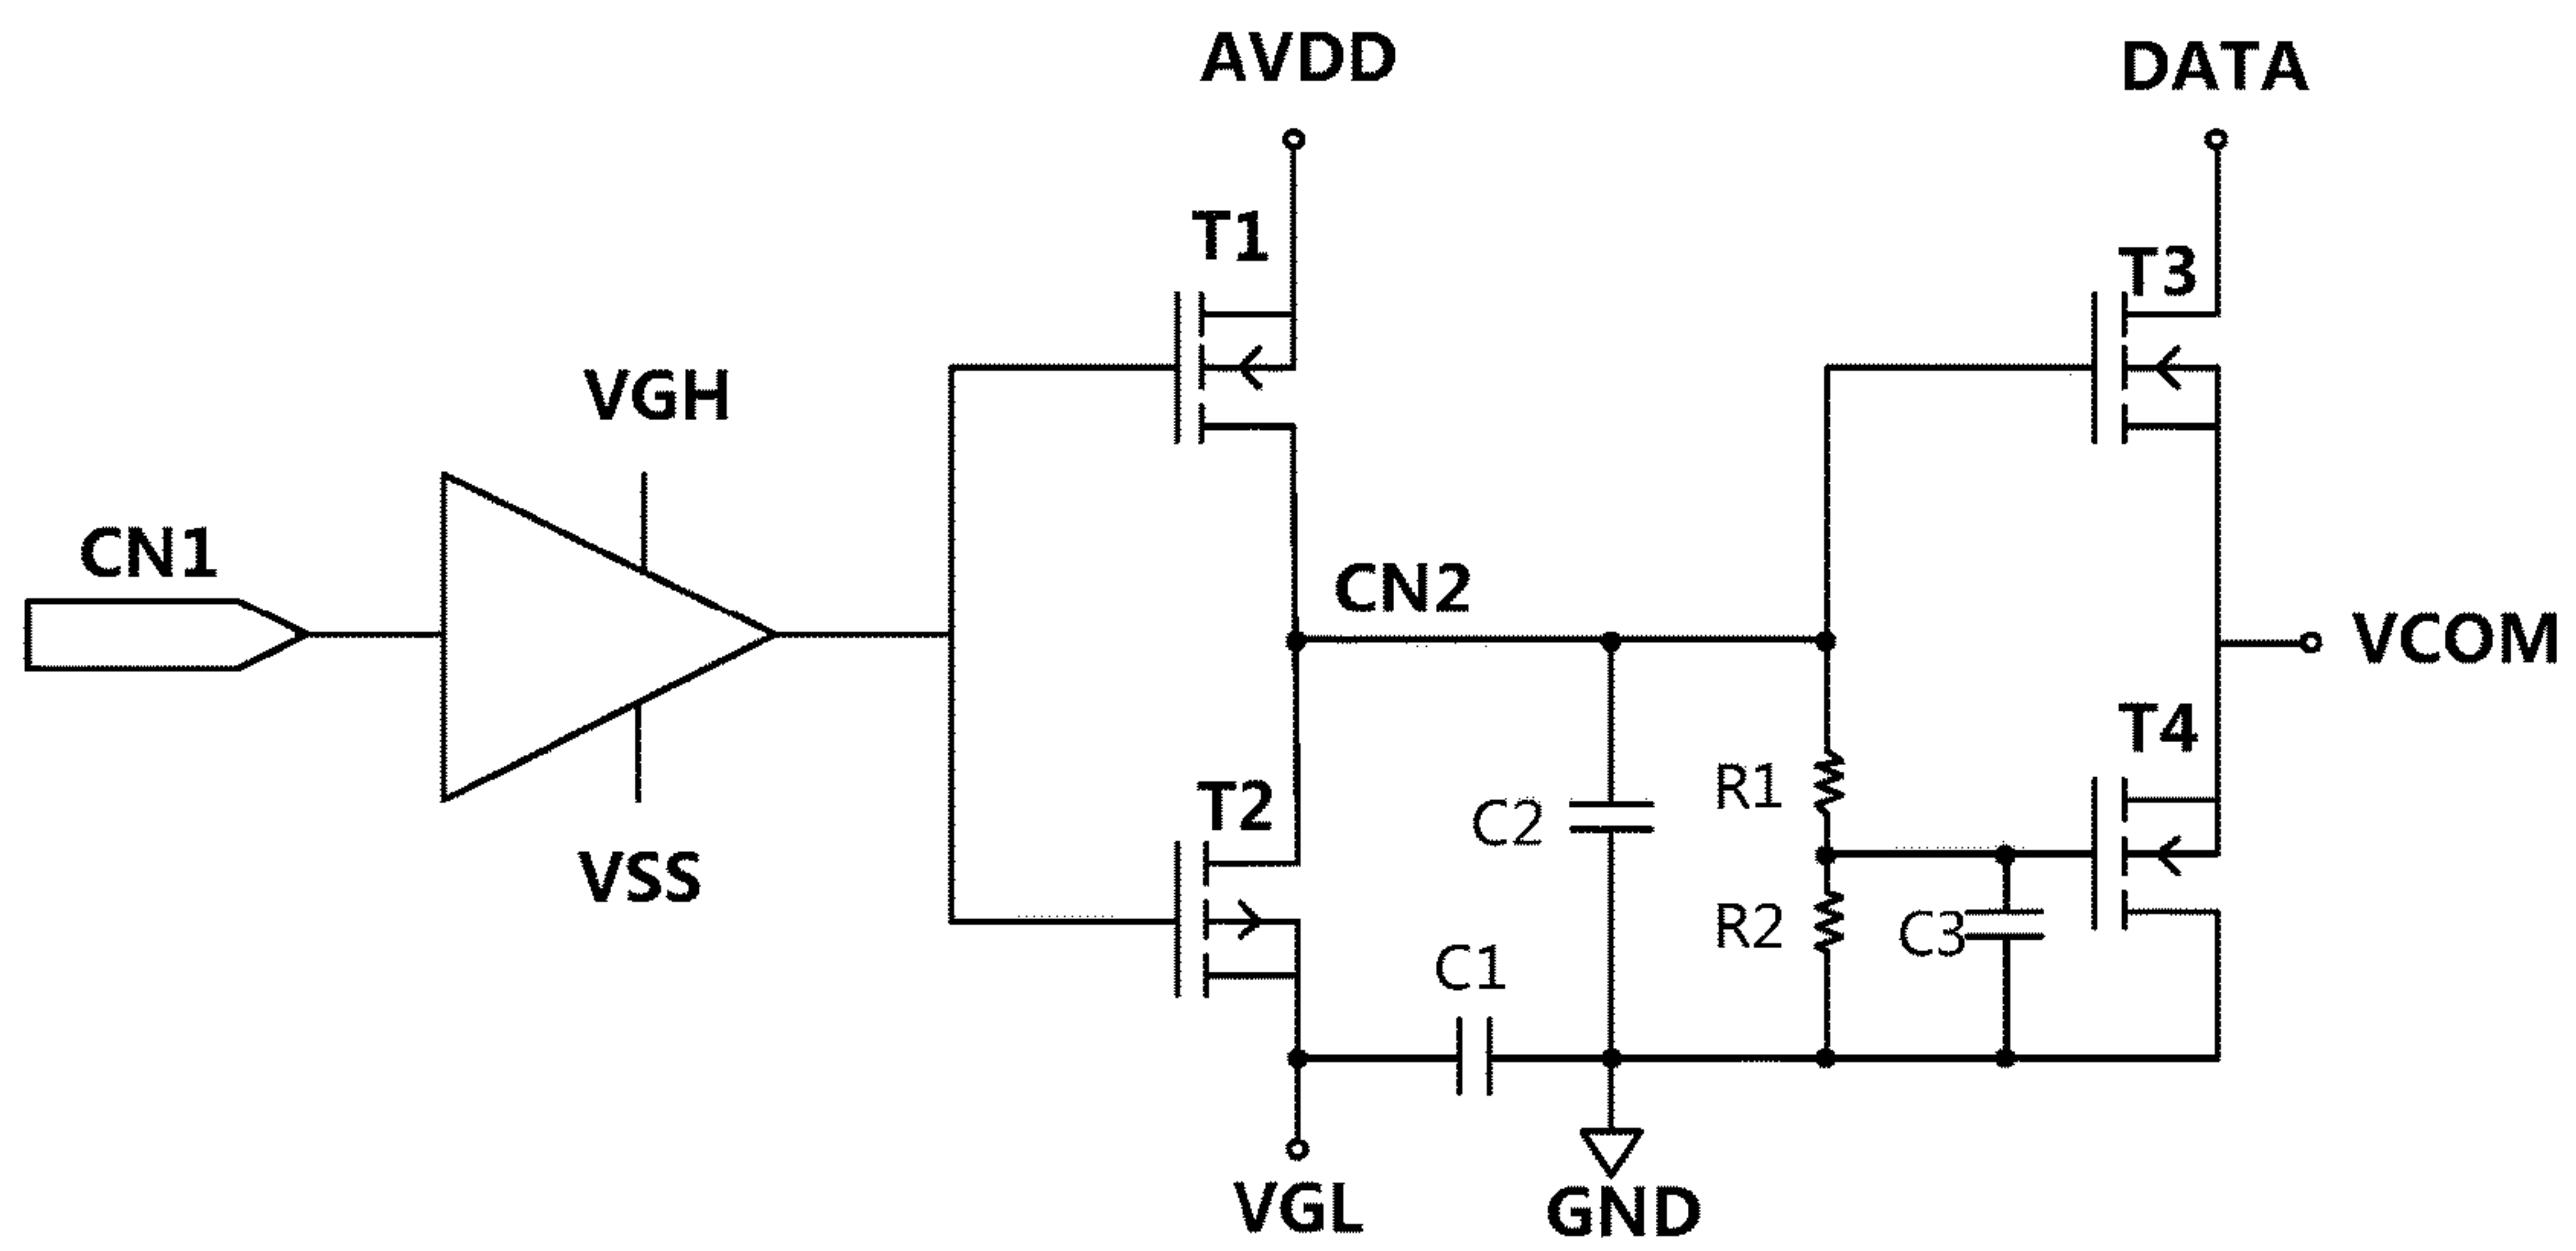 AVDD
DATA
T1
T3
VGH
CN1
CN2
VCOM
T4
R1
T2
C2
VSS
R2
C3
C1
VGL
GND